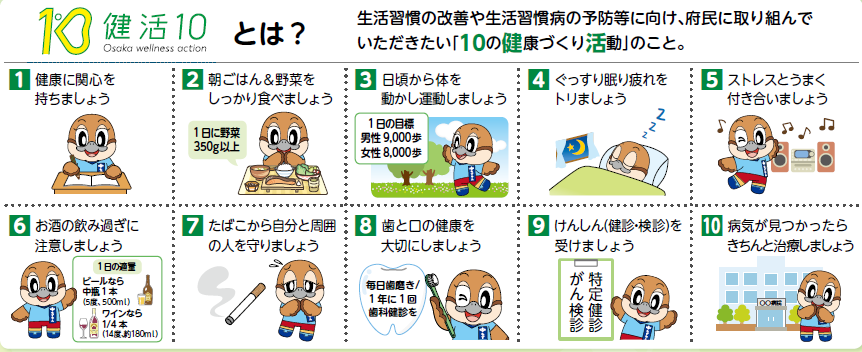 10 健活10
Osaka wellness action
とは？
生活習慣の改善や生活習慣病の予防等に向け、府民に取り組んで
いただきたい「10の健康づくり活動」のこと。
1 健康に関心を
持ちましょう
2 朝ごはん＆野菜を
しっかり食べましょう
1日に野菜
350g以上
3 日頃から体を
動かし運動しましょう
1日の目標
男性 9,000歩
女性 8,000歩
4 ぐっすり眠り疲れを
トリましょう
z z z
5 ストレスとうまく
付き合いましょう
6 お酒の飲み過ぎに
注意しましょう
1日の適量
ビールなら
中瓶1本
(5度、500mℓ)
ワインなら
1/4本
(14度、約180mℓ)
7 たばこから自分と周囲
の人を守りましょう
8 歯と口の健康を
大切にしましょう
毎日歯磨き/
1年に1回
歯科健診を
9 けんしん(健診・検診)を
受けましょう
特定健診
がん検診
10 病気が見つかったら
きちんと治療しましょう
〇〇病院